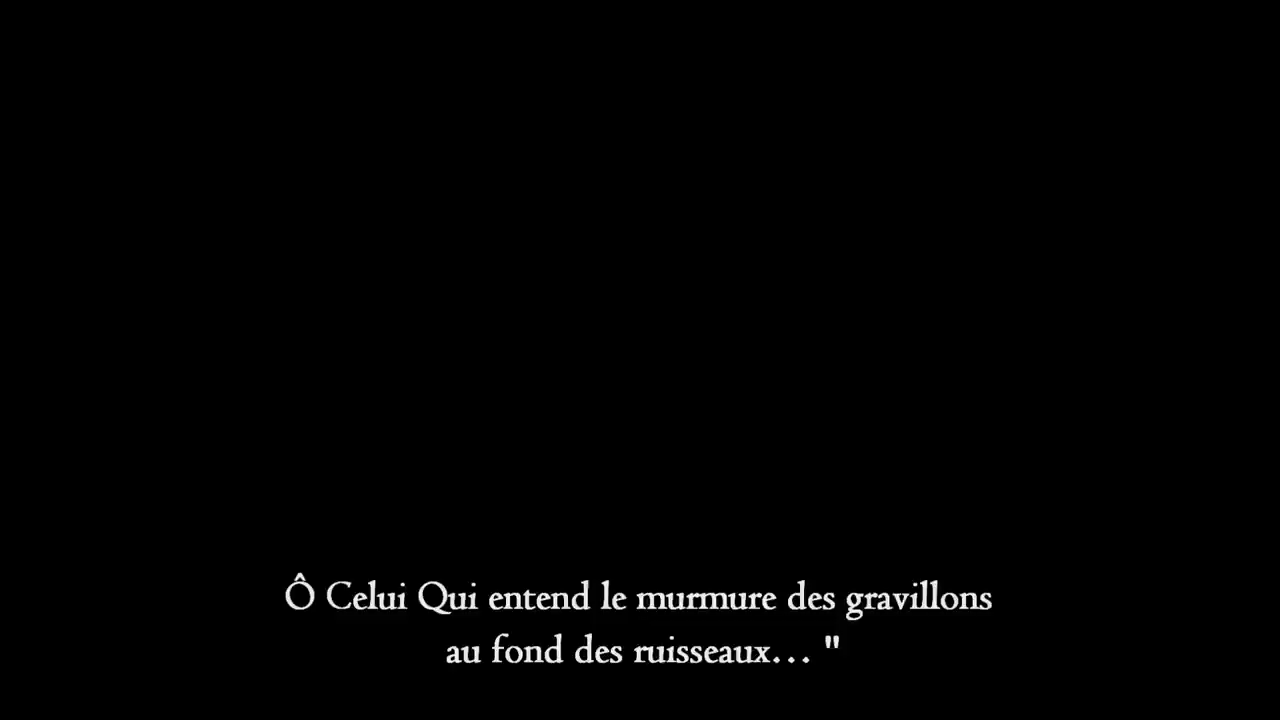 Ô Celui Qui entend le murmure des gravillons
au fond des ruisseaux… "